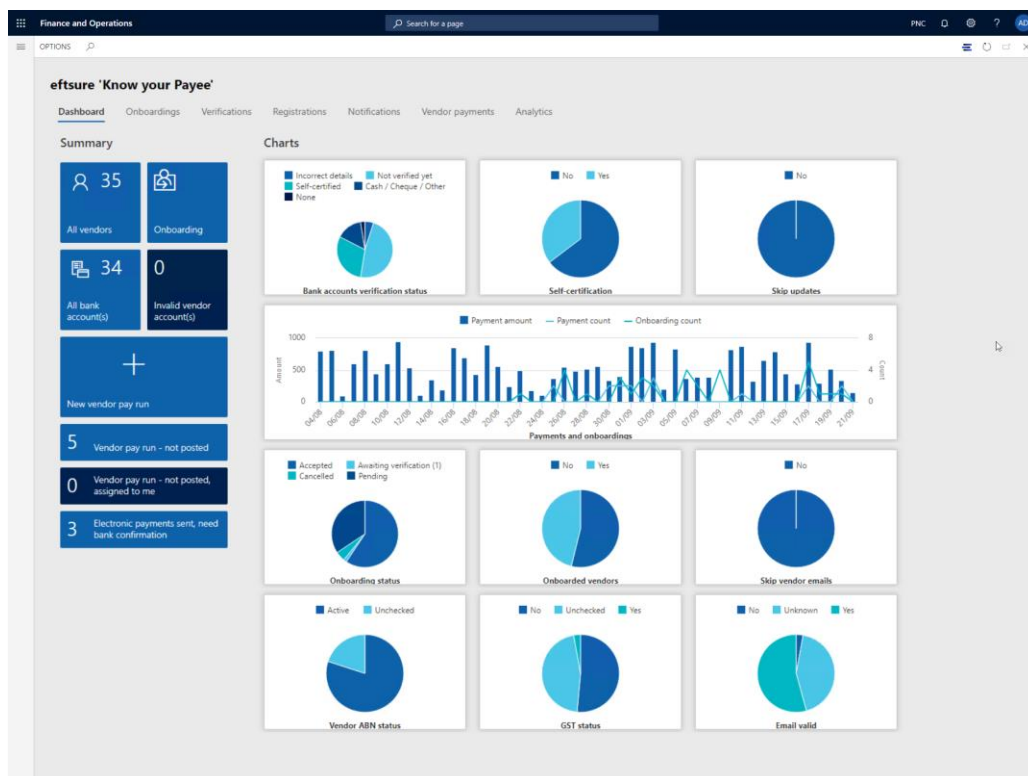 Finance and Operations
Search for a page
PNC
?
AD
OPTIONS
eftsure 'Know your Payee'
Dashboard Onboardings Verifications Registrations Notifications Vendor payments Analytics
Summary
35
All vendors
Onboarding
34
All bank
account(s)
0
Invalid vendor
account(s)
New vendor pay run
5 Vendor pay run - not posted
0 Vendor pay run - not posted,
assigned to me
3 Electronic payments sent, need
bank confirmation
Charts
Incorrect details Not verified yet
Self-certified Cash / Cheque / Other
None
Bank accounts verification status
No Yes
Self-certification
No
Skip updates
Payment amount Payment count Onboarding count
1000
500
0
Amount
8
4
0
Count
04/08 06/08 08/08 10/08 12/08 14/08 16/08 18/08 20/08 22/08 24/08 26/08 28/08 30/08 01/09 03/09 05/09 07/09 09/09 11/09 13/09 15/09 17/09 19/09 21/09
Payments and onboardings
Accepted Awaiting verification (1)
Cancelled Pending
Onboarding status
No Yes
Onboarded vendors
No
Skip vendor emails
Active Unchecked
Vendor ABN status
No Unchecked Yes
GST status
No Unknown Yes
Email valid